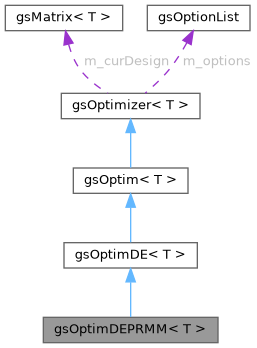 gsMatrix< T >
gsOptionList
m_curDesign
m_options
gsOptimizer< T >
gsOptim< T >
gsOptimDE< T >
gsOptimDEPRMM< T >